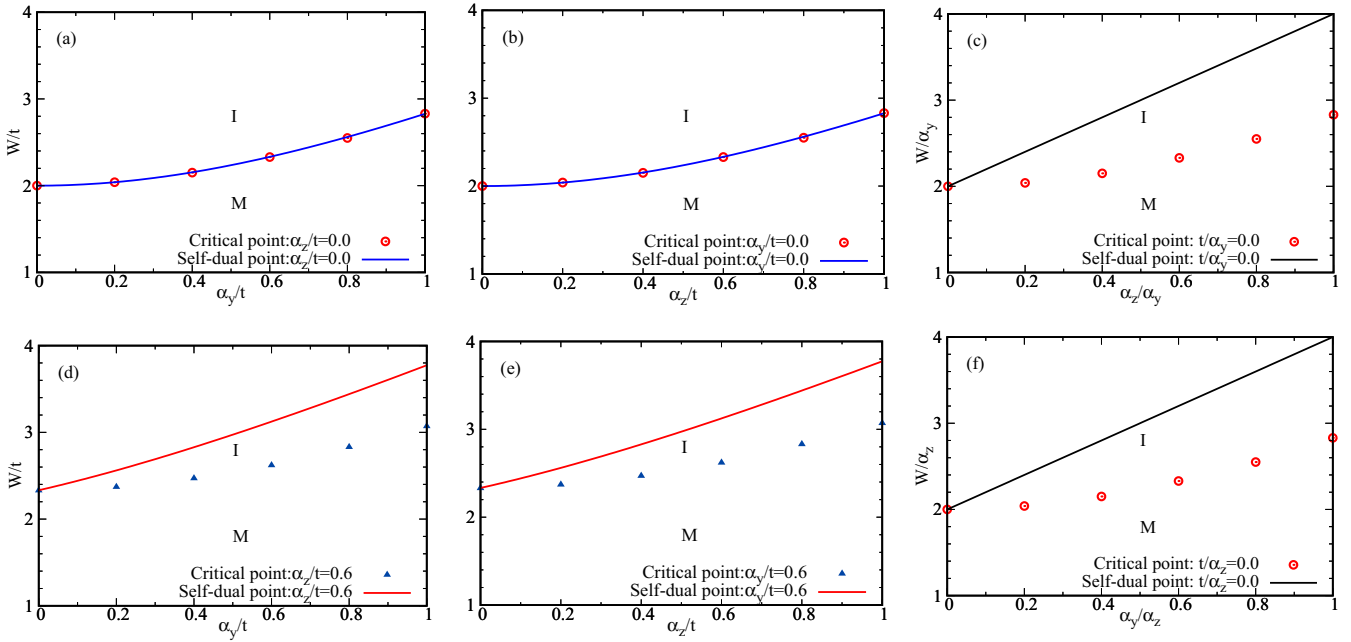 (a)
4
3
2
1
W/t
I
M
Critical point:α_z/t=0.0
Self-dual point:α_z/t=0.0
0 0.2 0.4 0.6 0.8 1
α_y/t
(b)
4
3
2
1
I
M
Critical point:α_y/t=0.0
Self-dual point:α_y/t=0.0
0 0.2 0.4 0.6 0.8 1
α_z/t
(c)
4
3
2
1
W/α_y
I
M
Critical point: t/α_y=0.0
Self-dual point: t/α_y=0.0
0 0.2 0.4 0.6 0.8 1
α_z/α_y
(d)
4
3
2
1
W/t
I
M
Critical point:α_z/t=0.6
Self-dual point:α_z/t=0.6
0 0.2 0.4 0.6 0.8 1
α_y/t
(e)
4
3
2
1
I
M
Critical point:α_y/t=0.6
Self-dual point:α_y/t=0.6
0 0.2 0.4 0.6 0.8 1
α_z/t
(f)
4
3
2
1
W/α_z
I
M
Critical point: t/α_z=0.0
Self-dual point: t/α_z=0.0
0 0.2 0.4 0.6 0.8 1
α_y/α_z